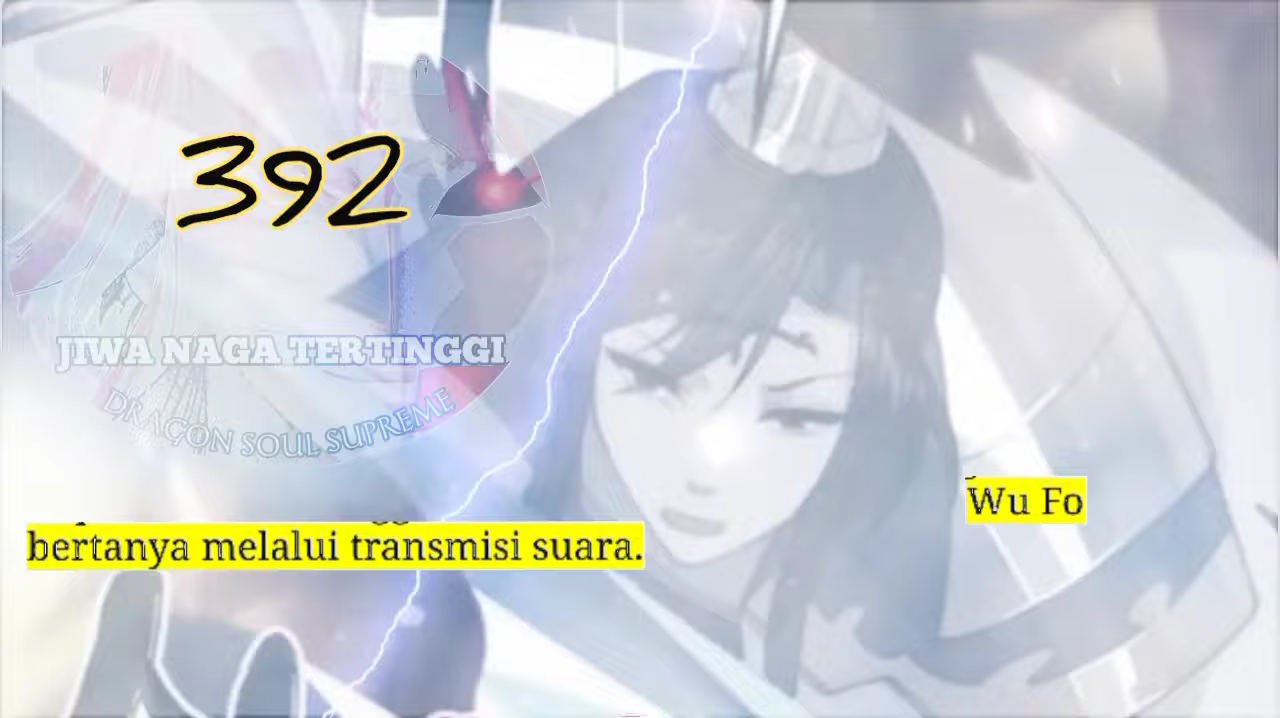 392
JIWA NAGA TERTINGGI
DRAGON SOUL SUPREME
Wu Fo
bertanya melalui transmisi suara.